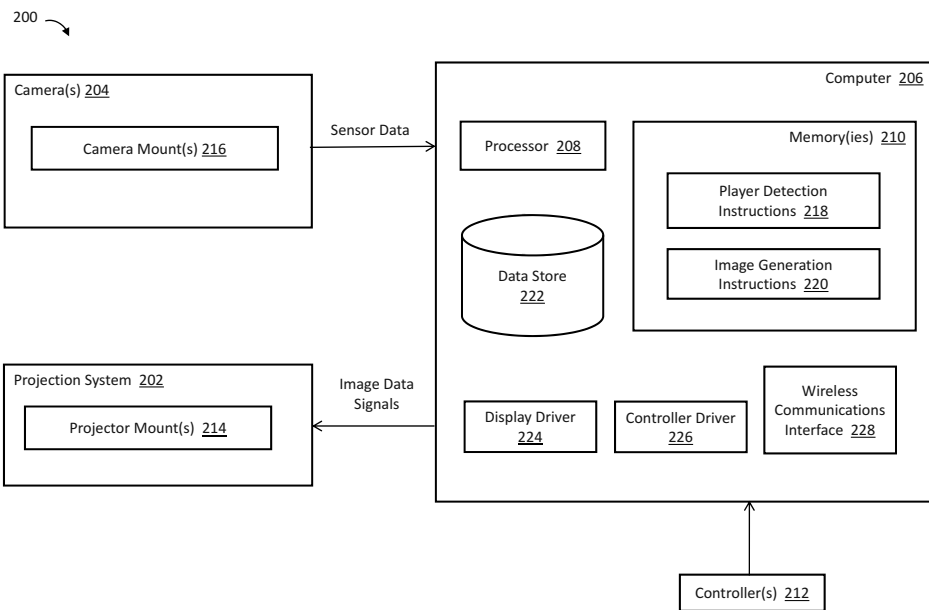 200
Camera(s) 204
Camera Mount(s) 216
Sensor Data
Computer 206
Processor 208
Memory(ies) 210
Player Detection
Instructions 218
Image Generation
Instructions 220
Data Store
222
Projection System 202
Projector Mount(s) 214
Image Data
Signals
Display Driver
224
Controller Driver
226
Wireless
Communications
Interface 228
Controller(s) 212